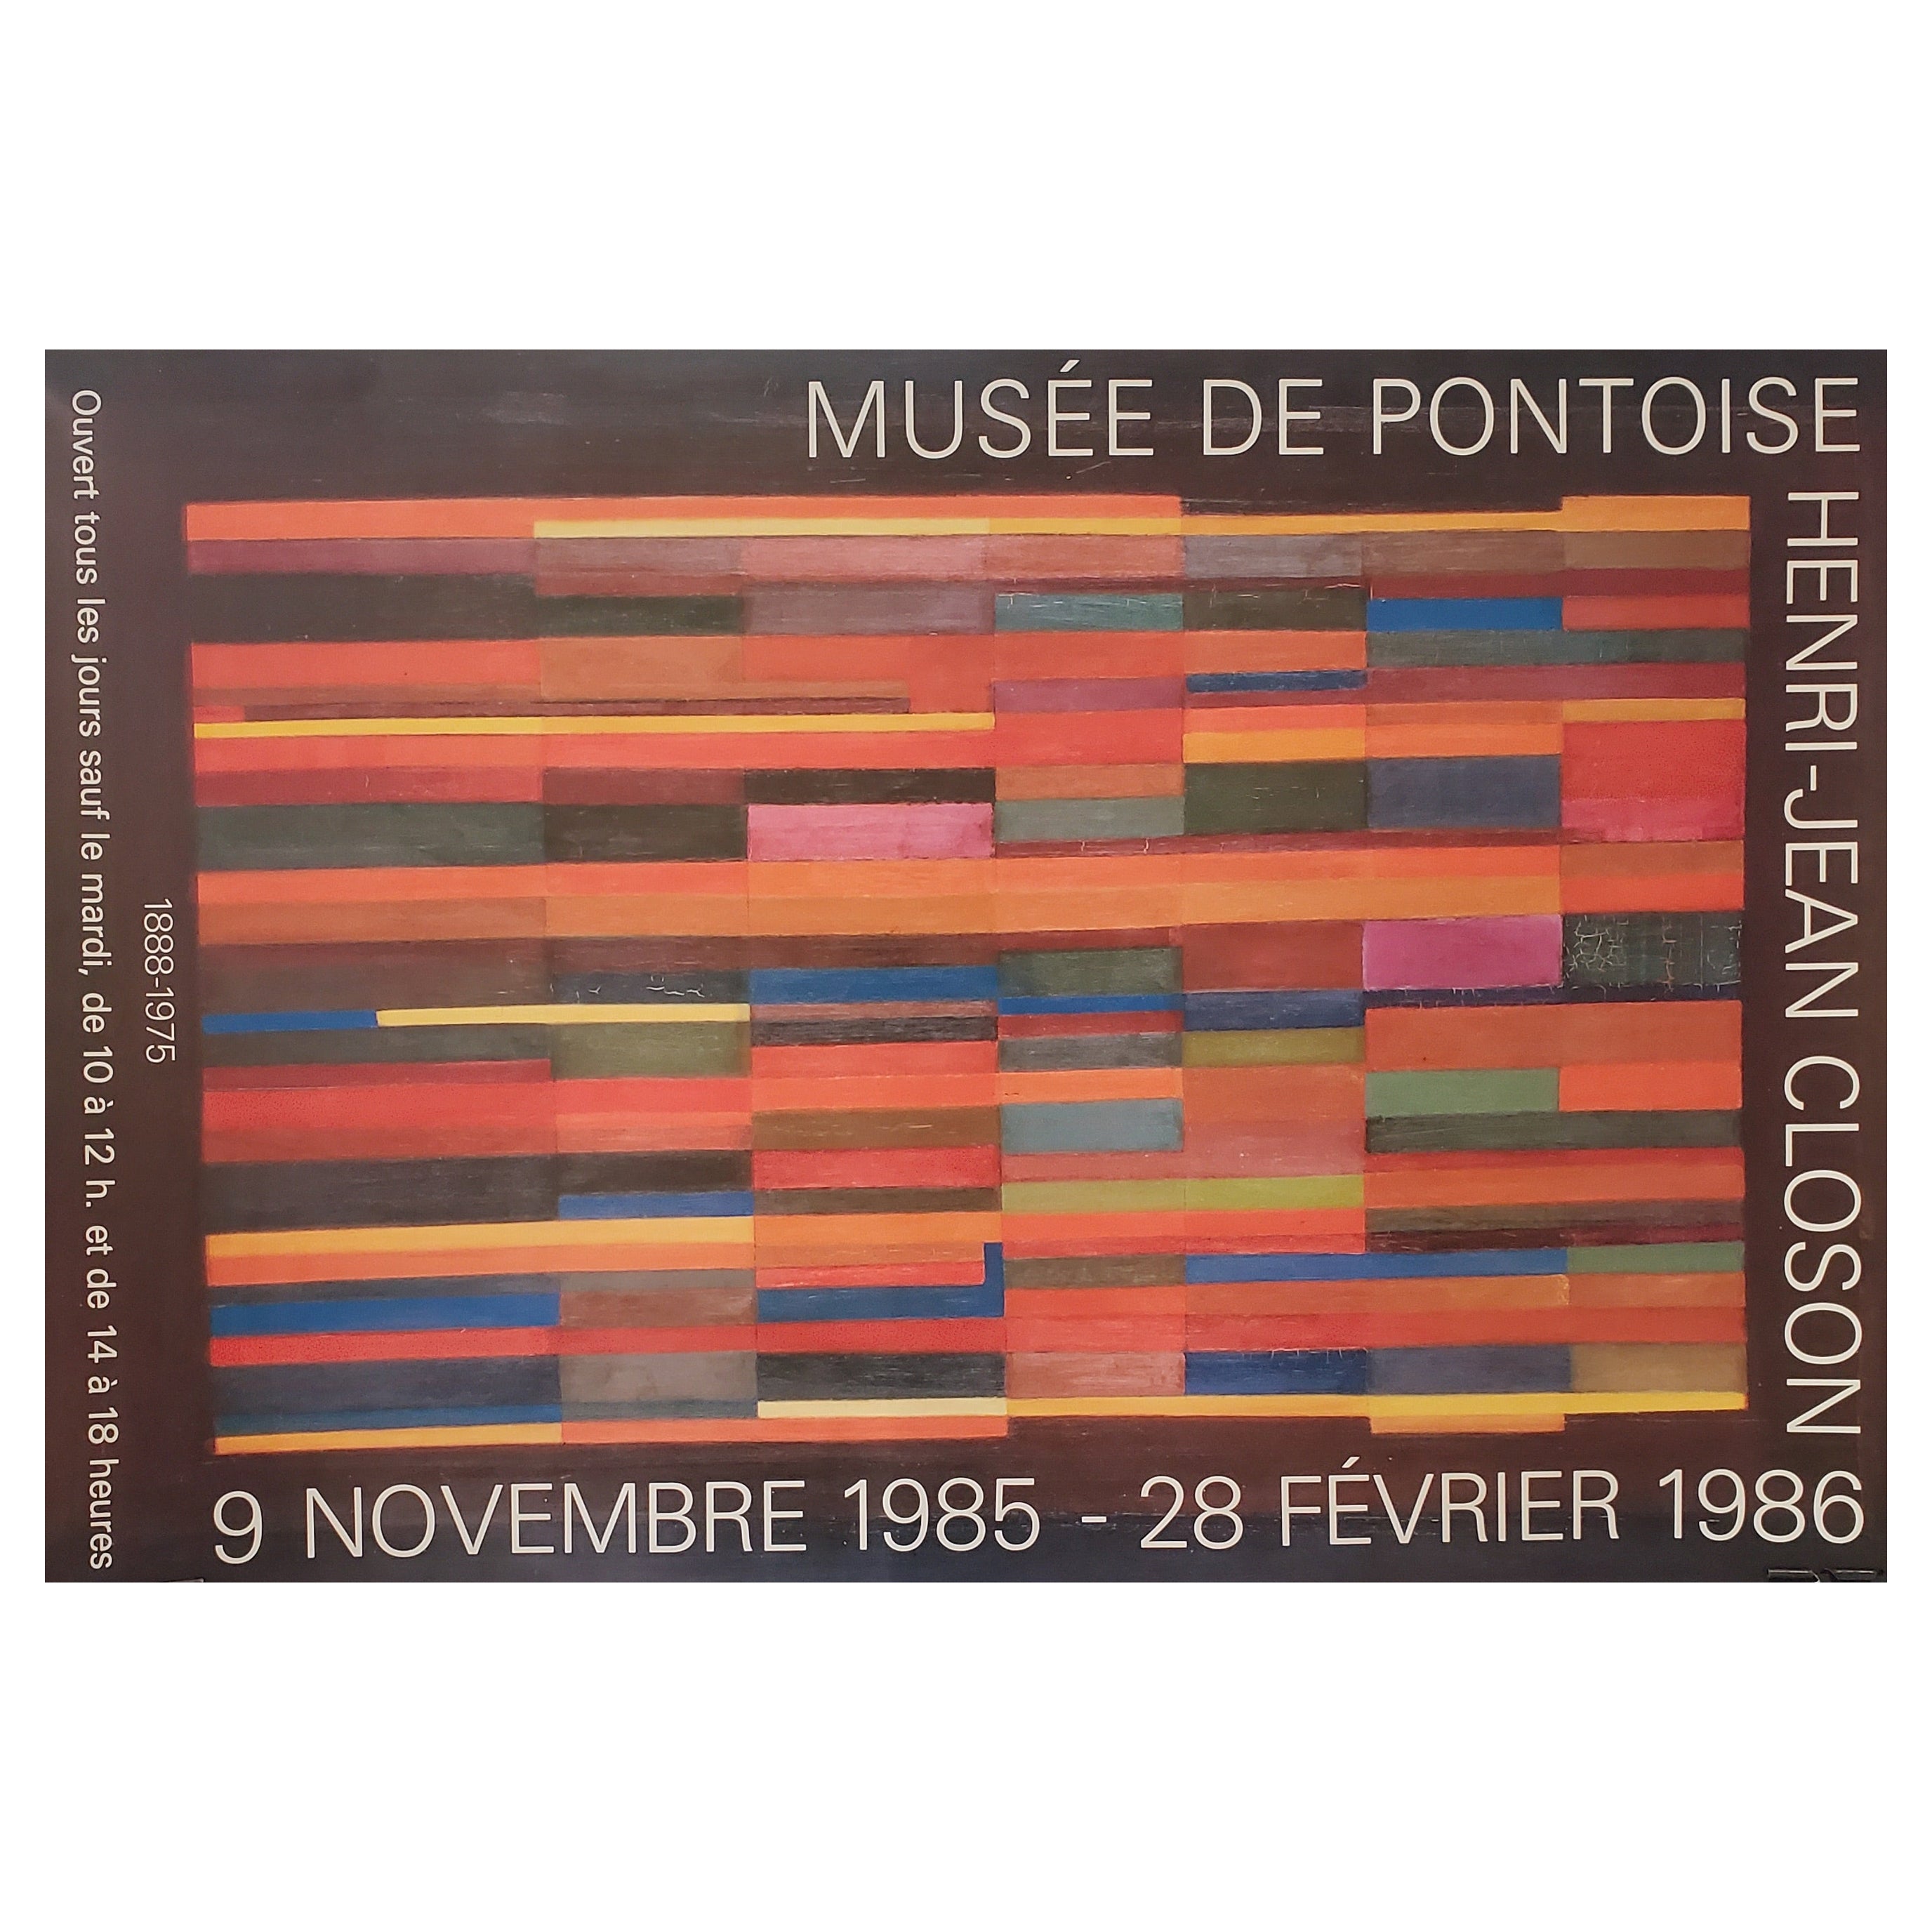 MUSÉE DE PONTOISE
HENRI-JEAN CLOSON
1888-1975
9 NOVEMBRE 1985 - 28 FÉVRIER 1986
Ouvert tous les jours sauf le mardi, de 10 à 12 h. et de 14 à 18 heures